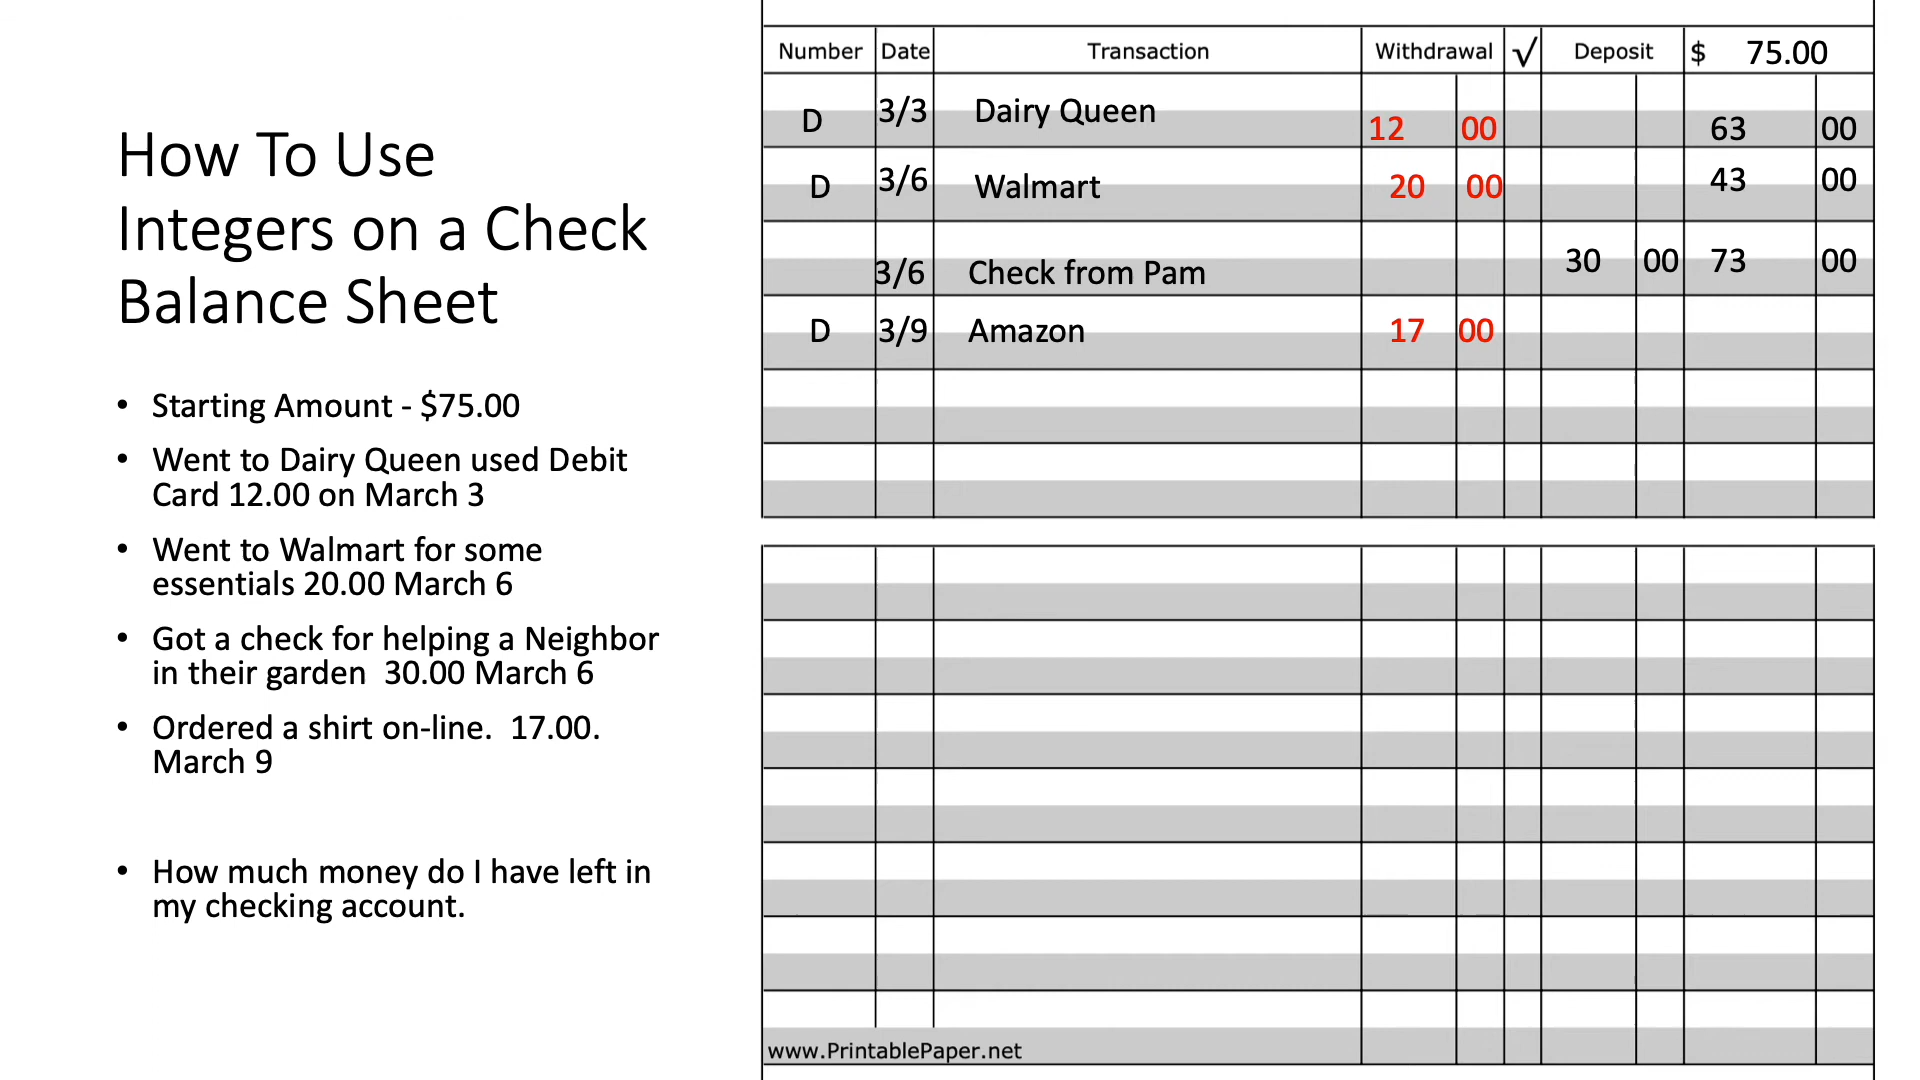 How To Use
Integers on a Check
Balance Sheet
• Starting Amount - $75.00
• Went to Dairy Queen used Debit
Card 12.00 on March 3
• Went to Walmart for some
essentials 20.00 March 6
• Got a check for helping a Neighbor
in their garden  30.00 March 6
• Ordered a shirt on-line.  17.00.
March 9
• How much money do I have left in
my checking account.
Number Date Transaction Withdrawal √ Deposit $ 75.00
D 3/3 Dairy Queen 12 00 63 00
D 3/6 Walmart 20 00 43 00
3/6 Check from Pam 30 00 73 00
D 3/9 Amazon 17 00
www.PrintablePaper.net